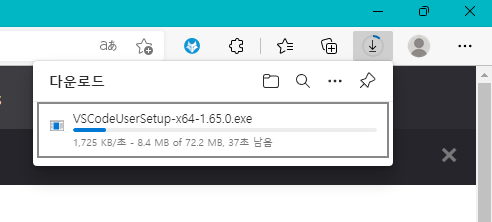 aあ
다운로드
VSCodeUserSetup-x64-1.65.0.exe
1,725 KB/초 - 8.4 MB of 72.2 MB, 37초 남음